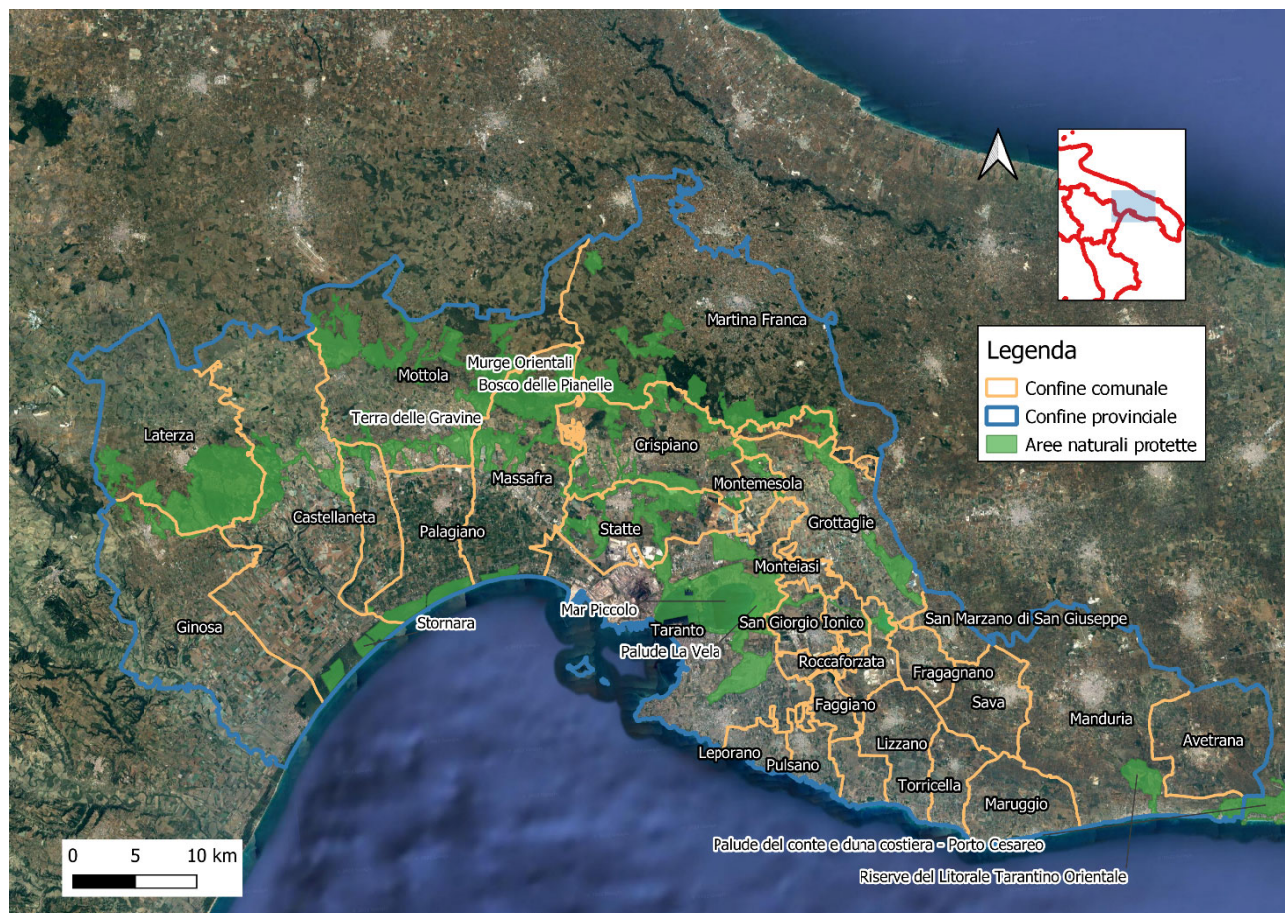 Martina Franca
Legenda
Confine comunale
Confine provinciale
Aree naturali protette
Murge Orientali
Mottola
Bosco delle Pianelle
Terra delle Gravine
Laterza
Crispiano
Massafra
Montemesola
Castellaneta
Palagiano
Statte
Grottaglie
Monteiasi
Mar Piccolo
Stornara
Ginosa
Taranto
San Giorgio Ionico
San Marzano di San Giuseppe
Palude La Vela
Roccaforzata
Fragagnano
Faggiano
Sava
Manduria
Avetrana
Lizzano
Leporano
Pulsano
Torricella
Maruggio
Palude del conte e duna costiera - Porto Cesareo
Riserve del Litorale Tarantino Orientale
0 5 10 km